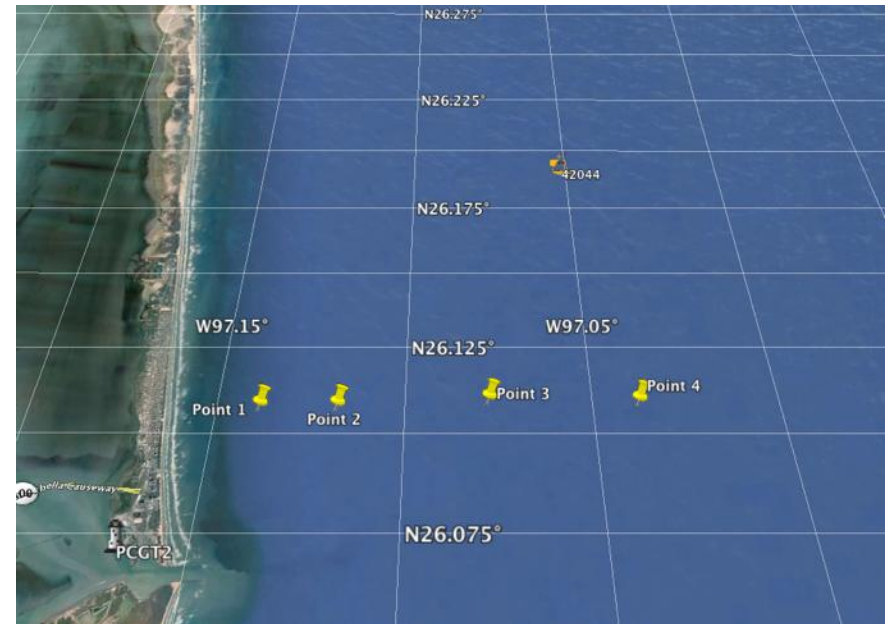 N26.275°
N26.225°
42044
N26.175°
W97.15°
W97.05°
N26.125°
Point 1
Point 2
Point 3
Point 4
Causeway
N26.075°
PCGT2